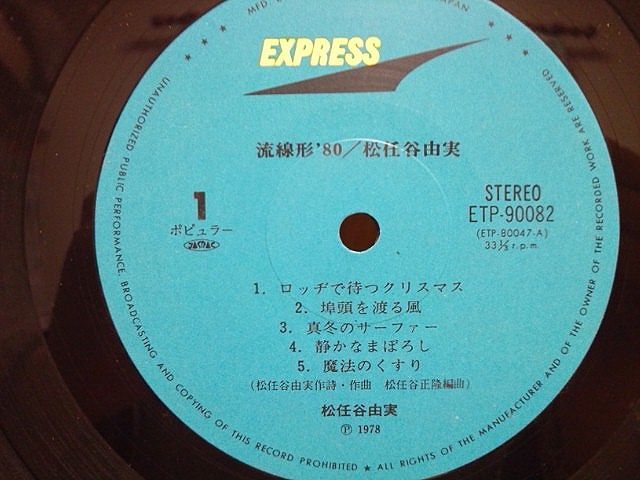 EXPRESS
流線形'80/松任谷由実
1
ポピュラー
STEREO
ETP-90082
(ETP-80047-A)
33⅓ r.p.m.
1. ロッヂで待つクリスマス
2. 埠頭を渡る風
3. 真冬のサーファー
4. 静かなまぼろし
5. 魔法のくすり
(松任谷由実作詩・作曲 松任谷正隆編曲)
松任谷由実
Ⓟ 1978
UNAUTHORIZED PUBLIC PERFORMANCE, BROADCASTING AND COPYING OF THIS RECORD PROHIBITED ★ ALL RIGHTS OF THE MANUFACTURER AND OF THE OWNER OF THE RECORDED WORK ARE RESERVED
MFD
JAPAN